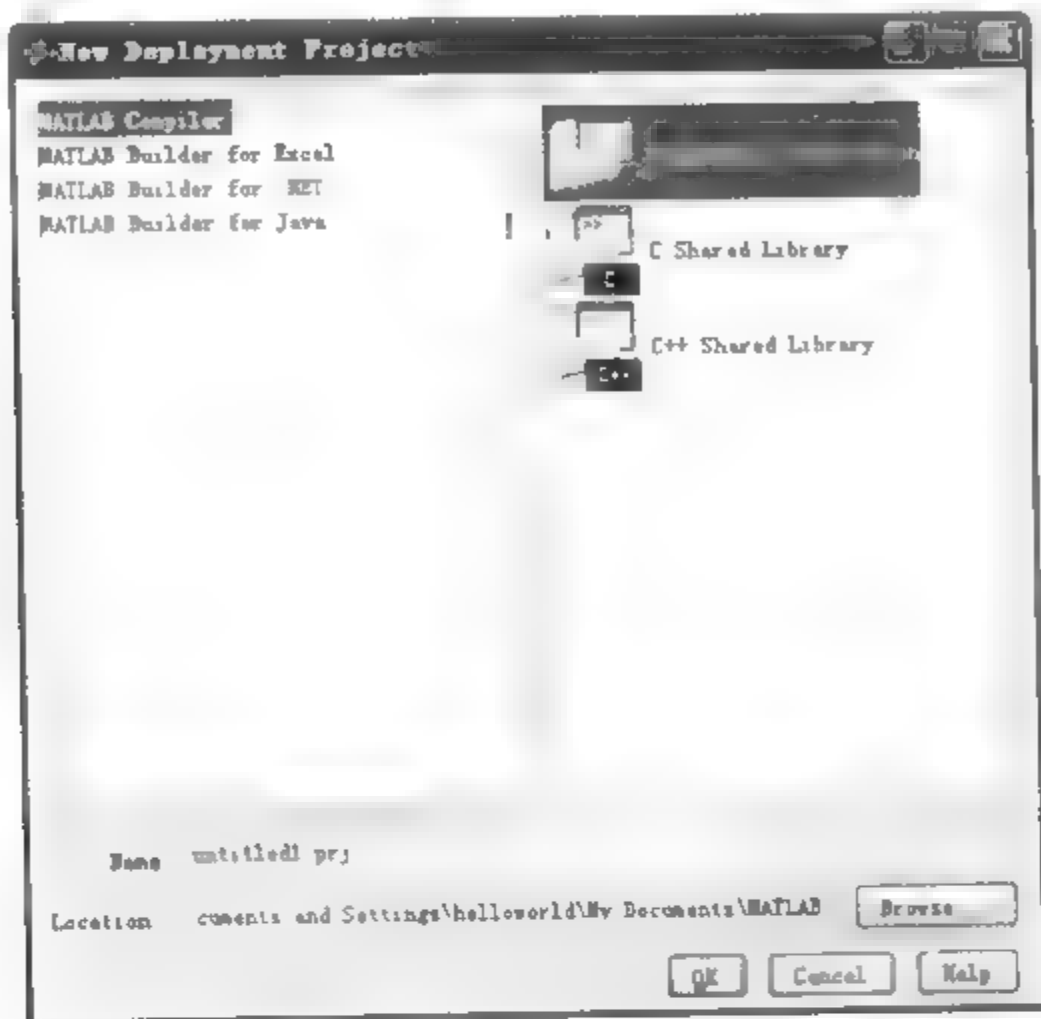 New Deployment Project
MATLAB Compiler
MATLAB Builder for Excel
MATLAB Builder for NET
MATLAB Builder for Java
C Shared Library
C
C++ Shared Library
C++
Name untitled1 prj
Location cuments and Settings\helloworld\My Documents\MATLAB Browse
OK Cancel Help